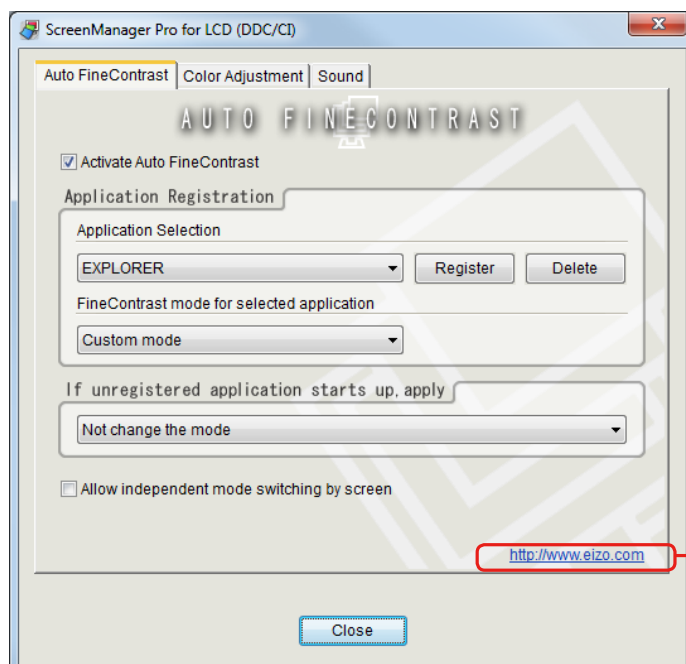 ScreenManager Pro for LCD (DDC/CI)
Auto FineContrast Color Adjustment Sound
AUTO FINECONTRAST
Activate Auto FineContrast
Application Registration
Application Selection
EXPLORER Register Delete
FineContrast mode for selected application
Custom mode
If unregistered application starts up, apply
Not change the mode
Allow independent mode switching by screen
http://www.eizo.com
Close